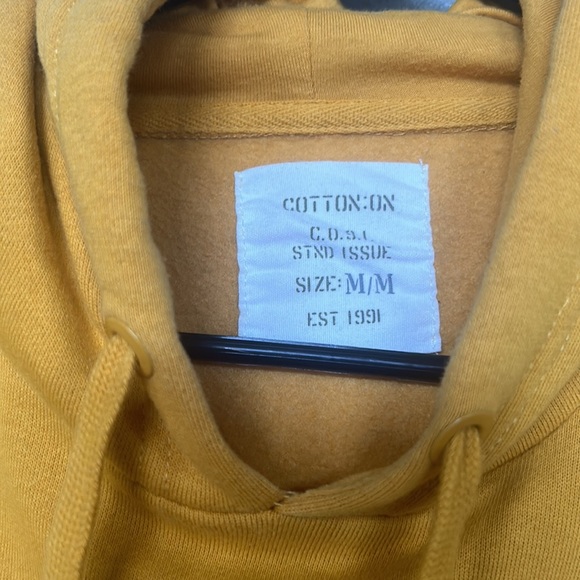 COTTON:ON
C.O.S.I.
STND ISSUE
SIZE: M/M
EST 1991